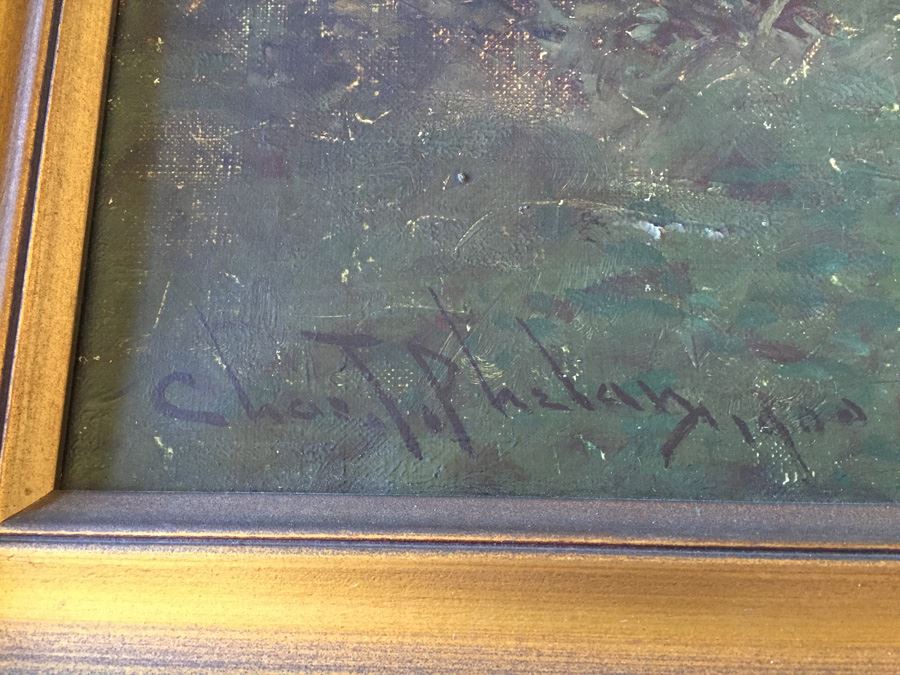 Chas. T. Phelan 1900